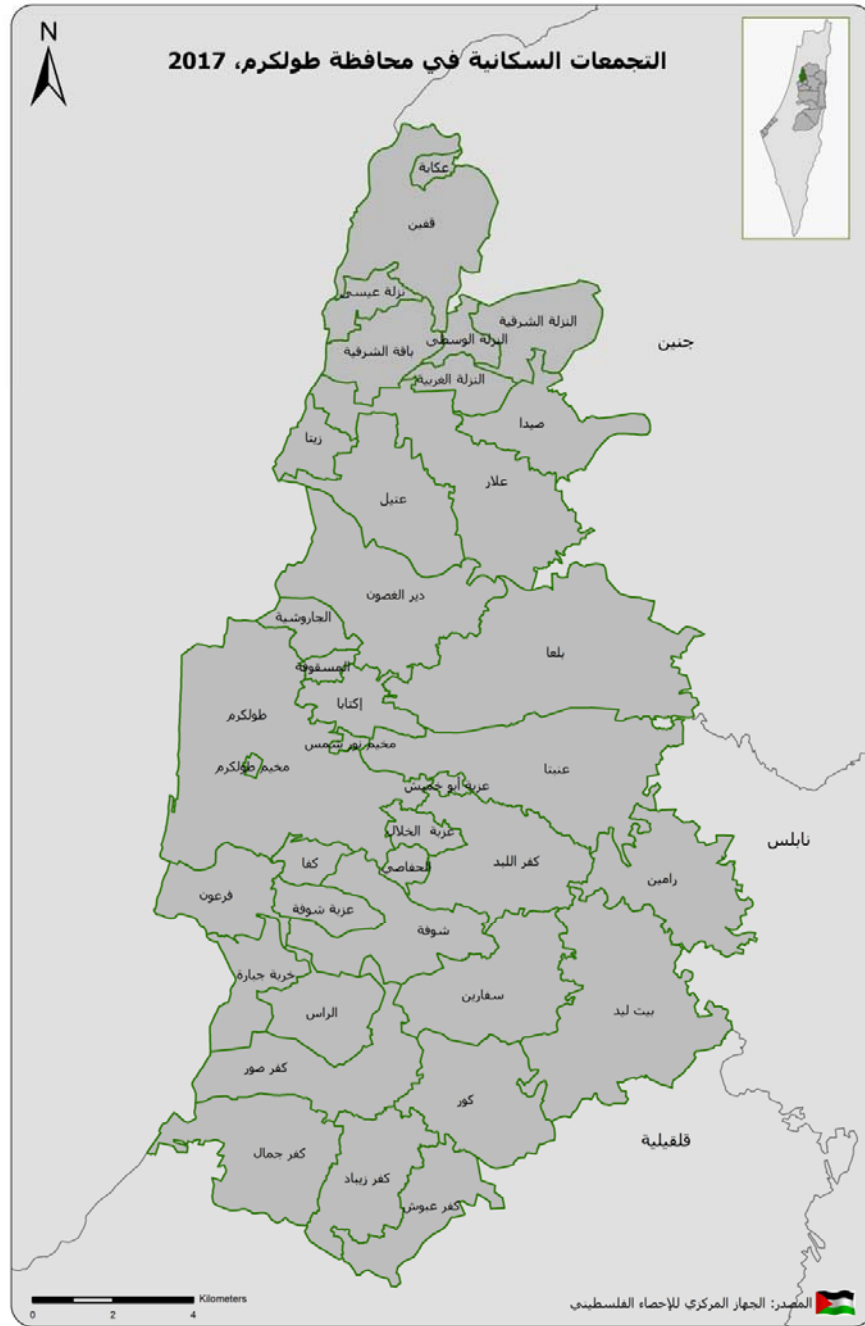 N
التجمعات السكانية في محافظة طولكرم، 2017
عكابة
قفين
نزلة عيسى
النزلة الشرقية
النزلة الوسطى
باقة الشرقية
جنين
النزلة الغربية
صيدا
زيتا
علار
عتيل
دير الغصون
الجاروشية
بلعا
المسقوفة
إكتابا
طولكرم
مخيم نور شمس
عنبتا
مخيم طولكرم
عزبة أبو خميش
عزبة الخلال
نابلس
كفا
الحفاصي
كفر اللبد
رامين
فرعون
عزبة شوفة
شوفة
خربة جبارة
سفارين
الراس
بيت ليد
كفر صور
كور
قلقيلية
كفر جمال
كفر زيباد
كفر عبوش
Kilometers
0 2 4
المصدر: الجهاز المركزي للإحصاء الفلسطيني